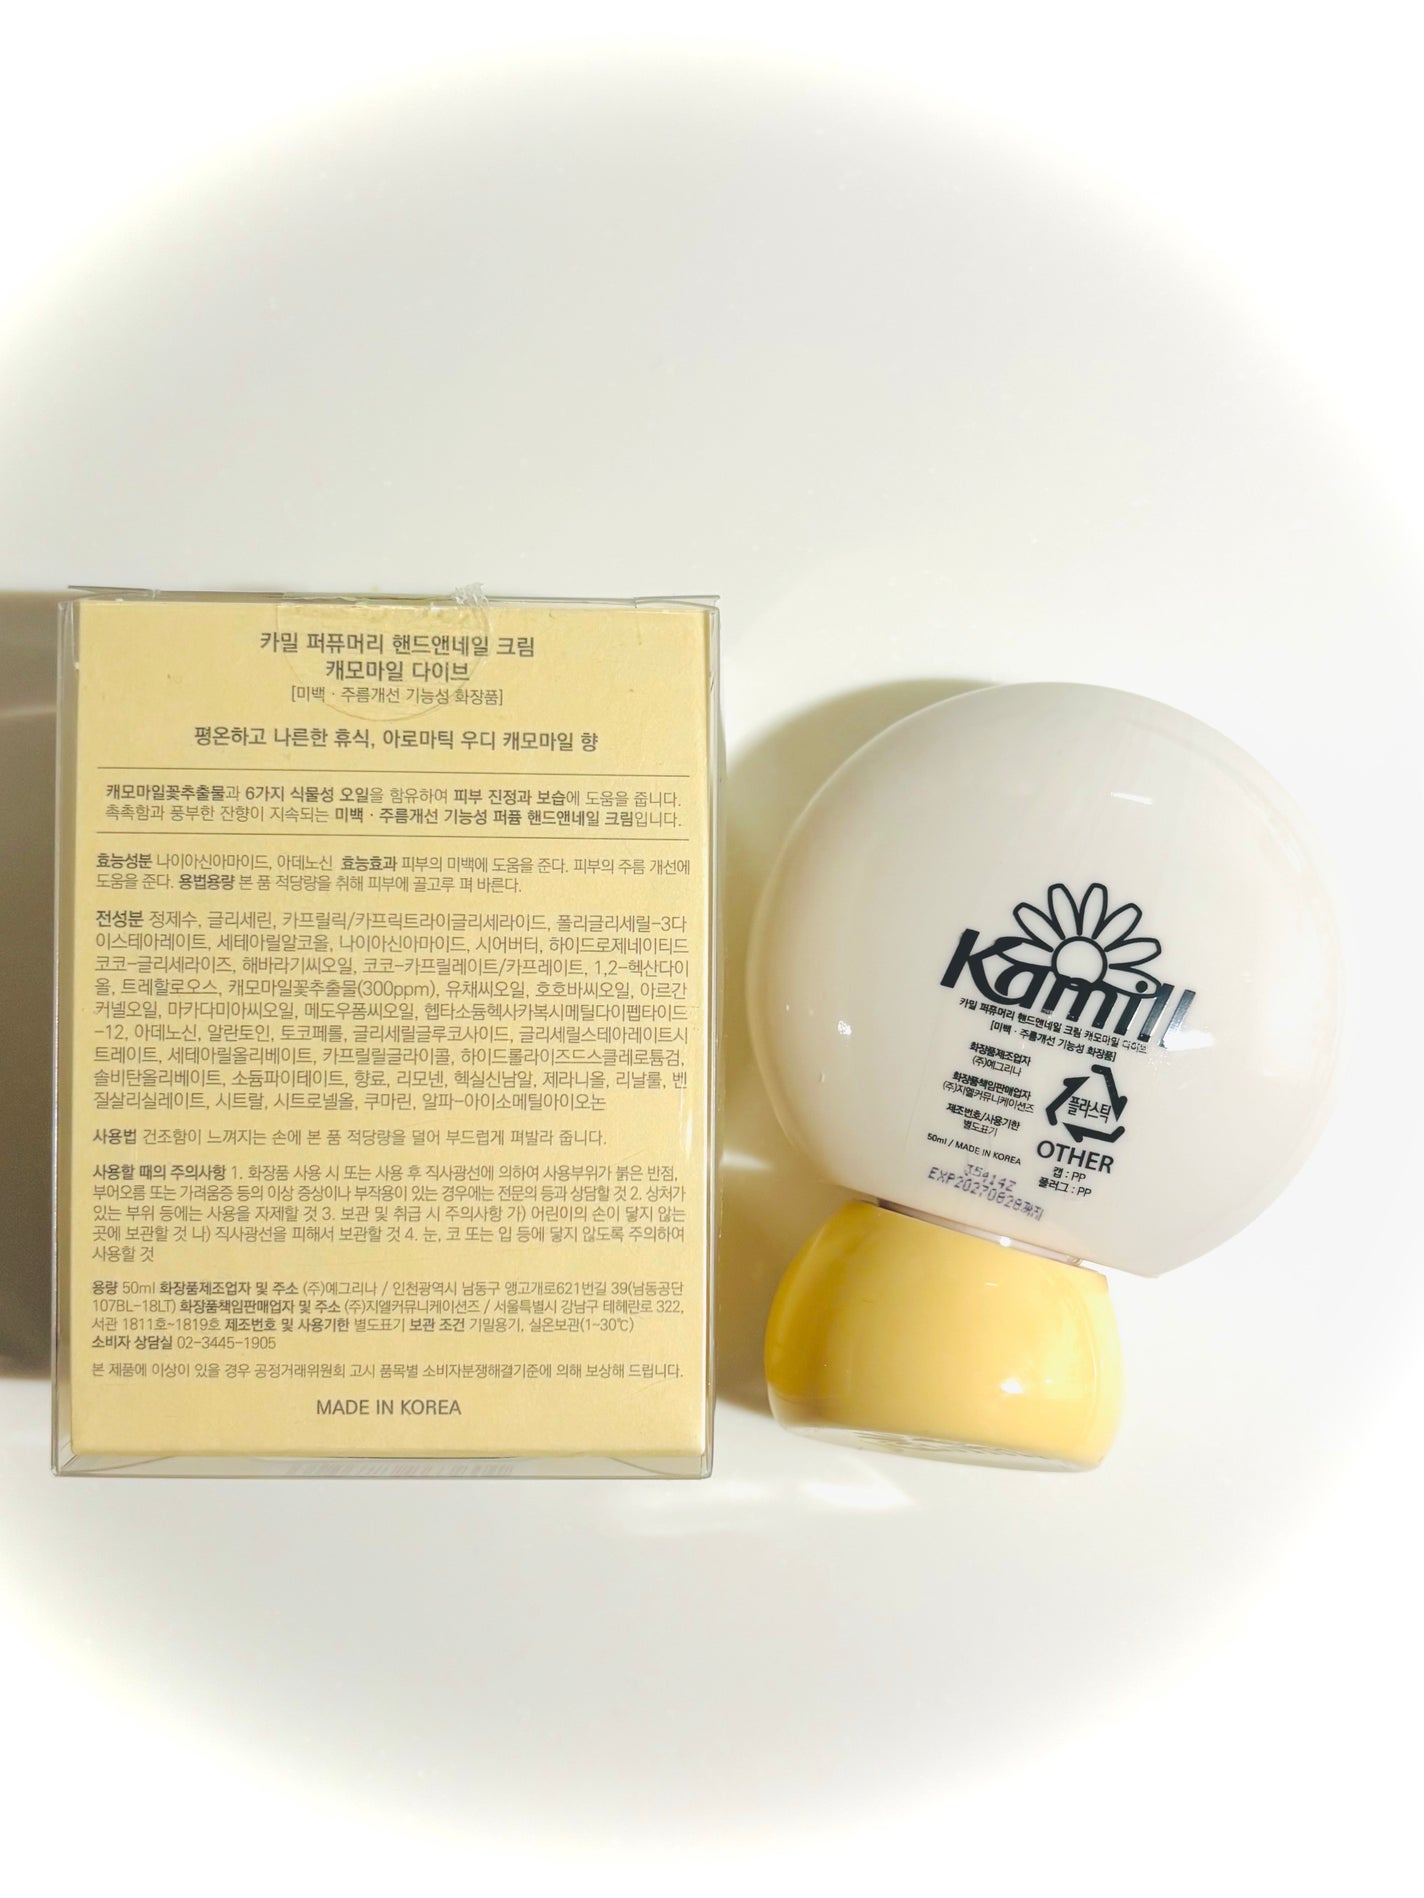 카밀 퍼퓨머리 핸드앤네일 크림
캐모마일 다이브
[미백 · 주름개선 기능성 화장품]
평온하고 나른한 휴식, 아로마틱 우디 캐모마일 향
캐모마일꽃추출물과 6가지 식물성 오일을 함유하여 피부 진정과 보습에 도움을 줍니다.
촉촉함과 풍부한 잔향이 지속되는 미백 · 주름개선 기능성 퍼퓸 핸드앤네일 크림입니다.
효능성분 나이아신아마이드, 아데노신 효능효과 피부의 미백에 도움을 준다. 피부의 주름 개선에
도움을 준다. 용법용량 본 품 적당량을 취해 피부에 골고루 펴 바른다.
전성분 정제수, 글리세린, 카프릴릭/카프릭트라이글리세라이드, 폴리글리세릴-3다
이스테아레이트, 세테아릴알코올, 나이아신아마이드, 시어버터, 하이드로제네이티드
코코-글리세라이즈, 해바라기씨오일, 코코-카프릴레이트/카프레이트, 1,2-헥산다이
올, 트레할로오스, 캐모마일꽃추출물(300ppm), 유채씨오일, 호호바씨오일, 아르간
커넬오일, 마카다미아씨오일, 메도우폼씨오일, 헵타소듐헥사카복시메틸다이펩타이드
-12, 아데노신, 알란토인, 토코페롤, 글리세릴글루코사이드, 글리세릴스테아레이트시
트레이트, 세테아릴올리베이트, 카프릴릴글라이콜, 하이드롤라이즈드스클레로튬검,
솔비탄올리베이트, 소듐파이테이트, 향료, 리모넨, 헥실신남알, 제라니올, 리날룰, 벤
질살리실레이트, 시트랄, 시트로넬올, 쿠마린, 알파-아이소메틸아이오논
사용법 건조함이 느껴지는 손에 본 품 적당량을 덜어 부드럽게 펴발라 줍니다.
사용할 때의 주의사항 1. 화장품 사용 시 또는 사용 후 직사광선에 의하여 사용부위가 붉은 반점,
부어오름 또는 가려움증 등의 이상 증상이나 부작용이 있는 경우에는 전문의 등과 상담할 것 2. 상처가
있는 부위 등에는 사용을 자제할 것 3. 보관 및 취급 시 주의사항 가) 어린이의 손이 닿지 않는
곳에 보관할 것 나) 직사광선을 피해서 보관할 것 4. 눈, 코 또는 입 등에 닿지 않도록 주의하여
사용할 것
용량 50ml 화장품제조업자 및 주소 (주)예그리나 / 인천광역시 남동구 앵고개로621번길 39(남동공단
107BL-18LT) 화장품책임판매업자 및 주소 (주)지엘커뮤니케이션즈 / 서울특별시 강남구 테헤란로 322,
서관 1811호~1819호 제조번호 및 사용기한 별도표기 보관 조건 기밀용기, 실온보관(1~30℃)
소비자 상담실 02-3445-1905
본 제품에 이상이 있을 경우 공정거래위원회 고시 품목별 소비자분쟁해결기준에 의해 보상해 드립니다.
MADE IN KOREA
Kamill
카밀 퍼퓨머리 핸드앤네일 크림 캐모마일 다이브
[미백 · 주름개선 기능성 화장품]
화장품제조업자
(주)예그리나
화장품책임판매업자
(주)지엘커뮤니케이션즈
제조번호/사용기한
별도표기
50ml / MADE IN KOREA
플라스틱
OTHER
캡 : PP
플러그 : PP
EXP20270828까지